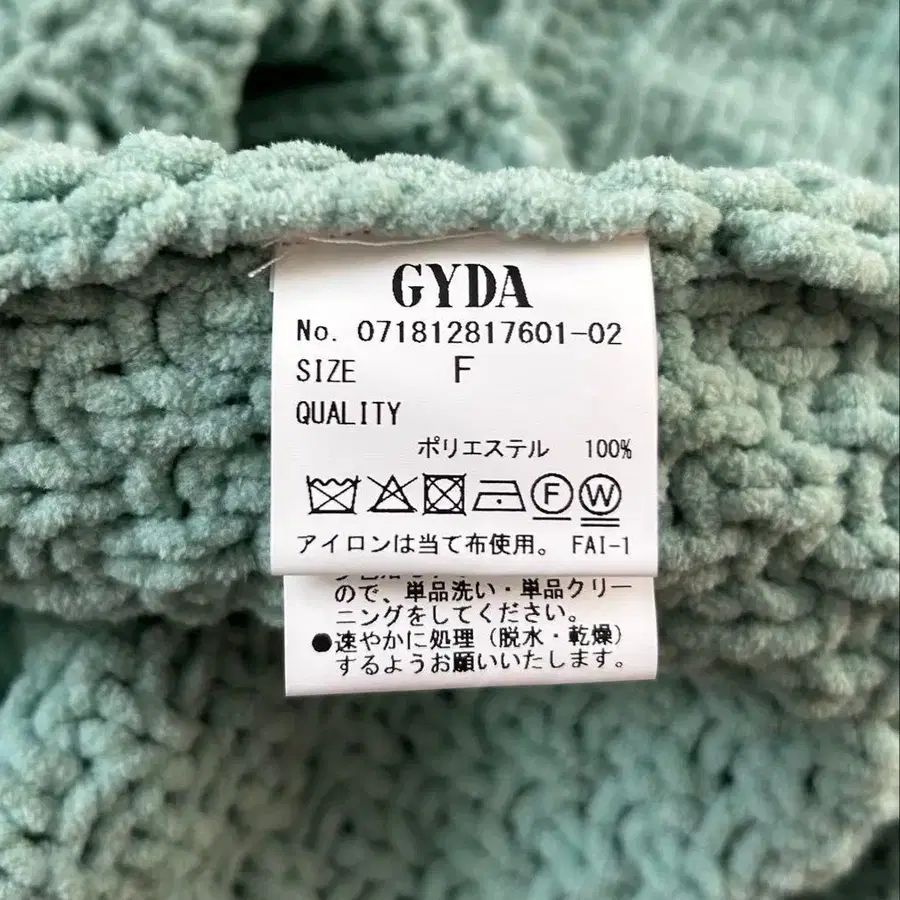 GYDA
No. 071812817601-02
SIZE F
QUALITY
ポリエステル 100%
F W
アイロンは当て布使用。 FAI-1
ので、単品洗い・単品クリー
ニングをしてください。
●速やかに処理（脱水・乾燥）
するようお願いいたします。